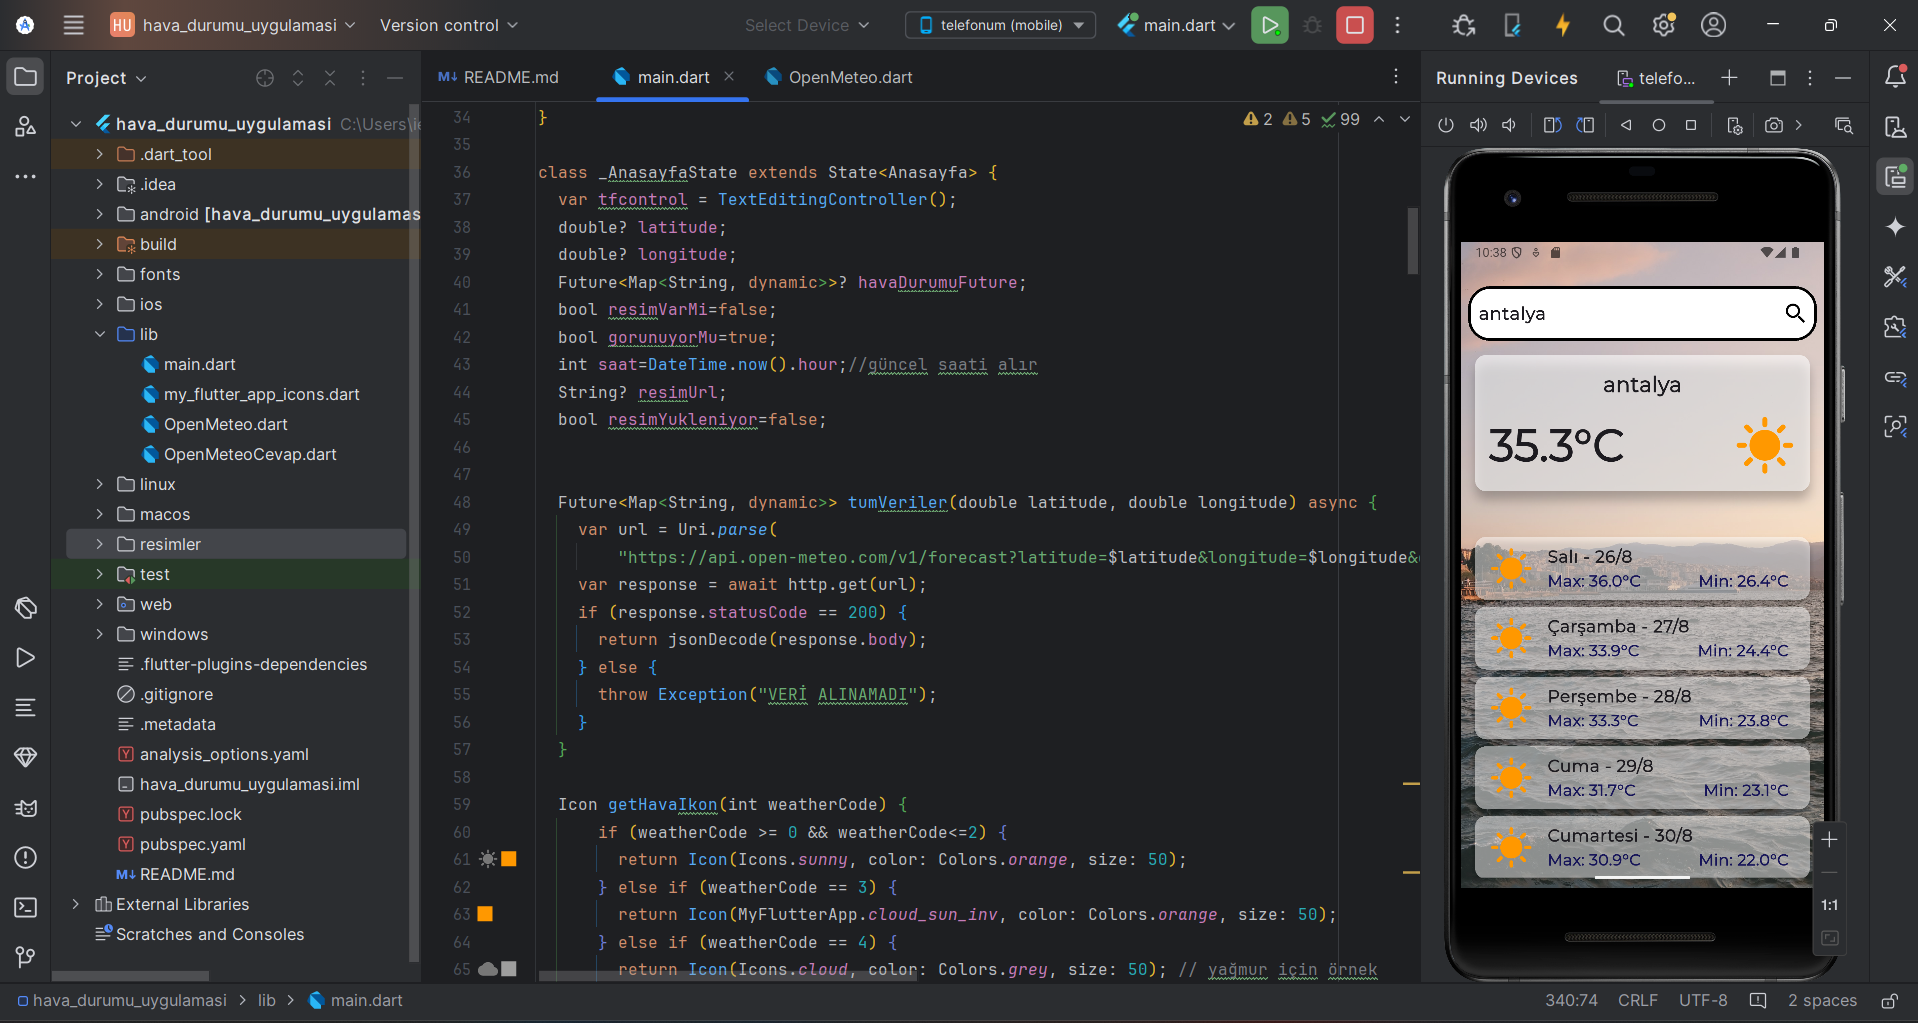 HU hava_durumu_uygulamasi
Version control
Select Device
telefonum (mobile)
main.dart
Project
README.md
main.dart
OpenMeteo.dart
Running Devices
telefo...
hava_durumu_uygulamasi
.dart_tool
.idea
android [hava_durumu_uygulamas
build
fonts
ios
lib
main.dart
my_flutter_app_icons.dart
OpenMeteo.dart
OpenMeteoCevap.dart
linux
macos
resimler
test
web
windows
.flutter-plugins-dependencies
.gitignore
.metadata
analysis_options.yaml
hava_durumu_uygulamasi.iml
pubspec.lock
pubspec.yaml
README.md
External Libraries
Scratches and Consoles
2 5 99
34 }
35
36 class _AnasayfaState extends State<Anasayfa> {
37 var tfcontrol = TextEditingController();
38 double? latitude;
39 double? longitude;
40 Future<Map<String, dynamic>>? havaDurumuFuture;
41 bool resimVarMi=false;
42 bool gorunuyorMu=true;
43 int saat=DateTime.now().hour;//güncel saati alır
44 String? resimUrl;
45 bool resimYukleniyor=false;
46
47
48 Future<Map<String, dynamic>> tumVeriler(double latitude, double longitude) async {
49 var url = Uri.parse(
50 "https://api.open-meteo.com/v1/forecast?latitude=$latitude&longitude=$longitude&
51 var response = await http.get(url);
52 if (response.statusCode == 200) {
53 return jsonDecode(response.body);
54 } else {
55 throw Exception("VERİ ALINAMADI");
56 }
57 }
58
59 Icon getHavaIkon(int weatherCode) {
60 if (weatherCode >= 0 && weatherCode<=2) {
61 return Icon(Icons.sunny, color: Colors.orange, size: 50);
62 } else if (weatherCode == 3) {
63 return Icon(MyFlutterApp.cloud_sun_inv, color: Colors.orange, size: 50);
64 } else if (weatherCode == 4) {
65 return Icon(Icons.cloud, color: Colors.grey, size: 50); // yağmur için örnek
10:38
antalya
antalya
35.3°C
Salı - 26/8
Max: 36.0°C Min: 26.4°C
Çarşamba - 27/8
Max: 33.9°C Min: 24.4°C
Perşembe - 28/8
Max: 33.3°C Min: 23.8°C
Cuma - 29/8
Max: 31.7°C Min: 23.1°C
Cumartesi - 30/8
Max: 30.9°C Min: 22.0°C
1:1
hava_durumu_uygulamasi > lib > main.dart
340:74 CRLF UTF-8 2 spaces